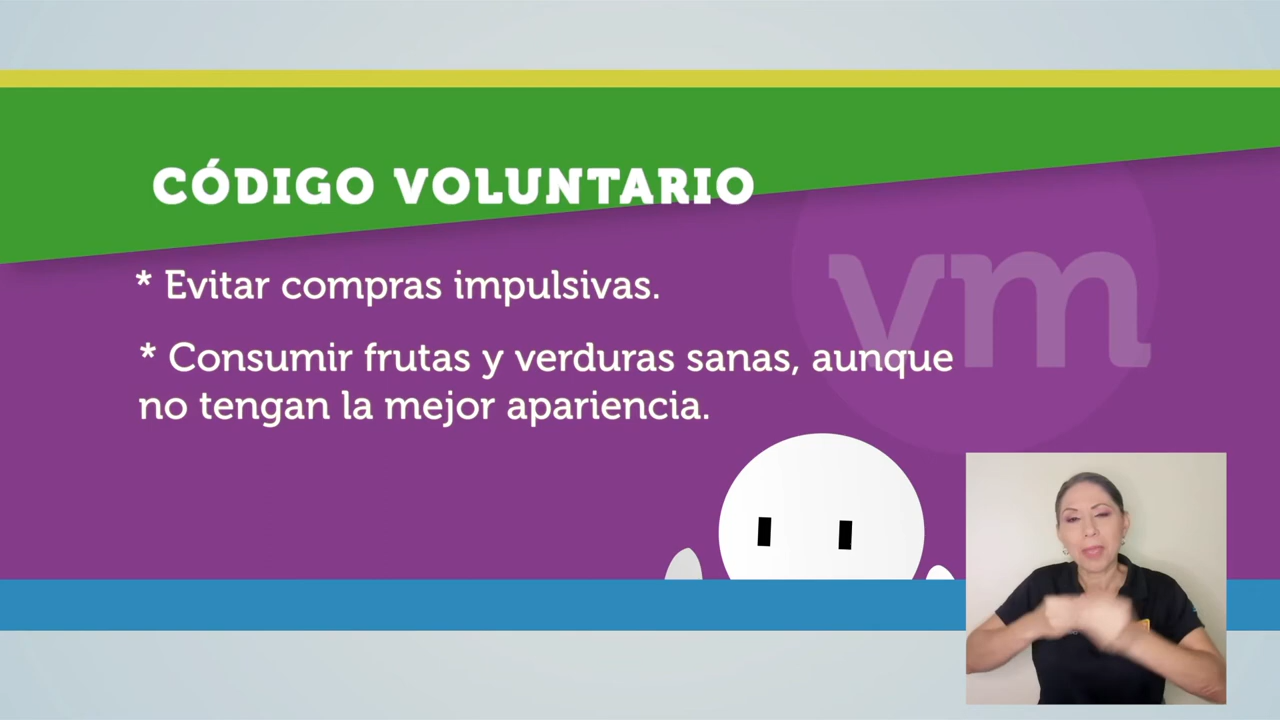 CÓDIGO VOLUNTARIO
* Evitar compras impulsivas.
* Consumir frutas y verduras sanas, aunque
no tengan la mejor apariencia.
vm